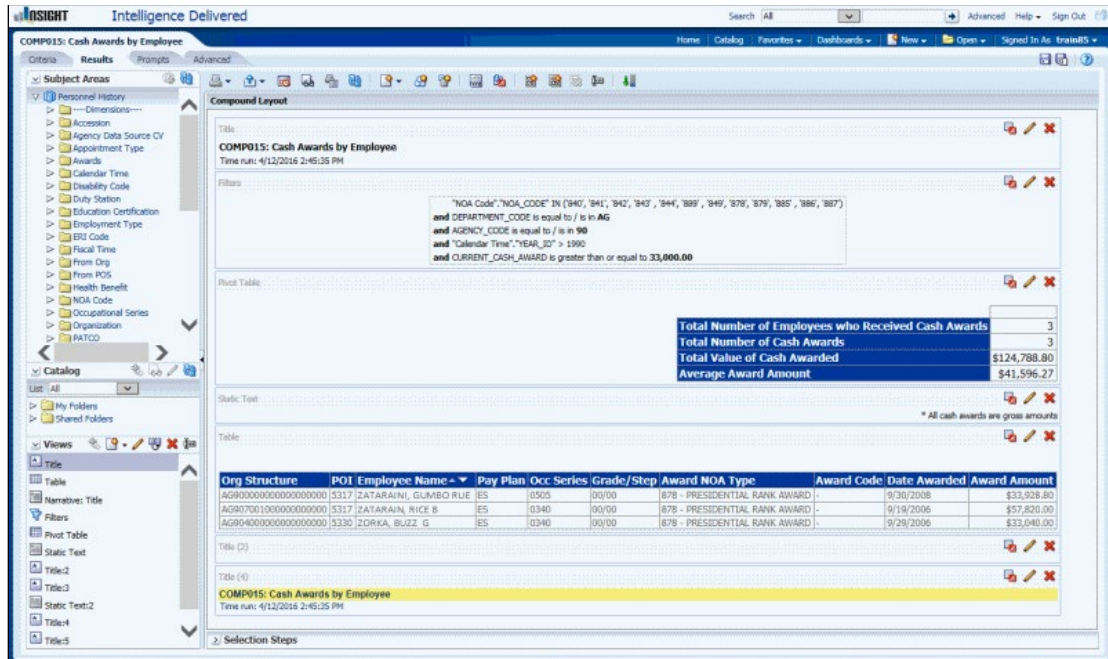 INSIGHT Intelligence Delivered
Search All Advanced Help Sign Out
COMP015: Cash Awards by Employee
Home Catalog Favorites Dashboards New Open Signed In As train85
Criteria Results Prompts Advanced
Subject Areas
Personnel History
----Dimensions----
Accession
Agency Data Source CV
Appointment Type
Awards
Calendar Time
Disability Code
Duty Station
Education Certification
Employment Type
ERI Code
Fiscal Time
From Org
From POS
Health Benefit
NOA Code
Occupational Series
Organization
PATCO
Catalog
List All
My Folders
Shared Folders
Views
Title
Table
Narrative: Title
Filters
Pivot Table
Static Text
Title:2
Title:3
Static Text:2
Title:4
Title:5
Compound Layout
Title
COMP015: Cash Awards by Employee
Time run: 4/12/2016 2:45:35 PM
Filters
"NOA Code"."NOA_CODE" IN ('840', '841', '842', '843' , '844', '889' , '849', '878', '879', '885' , '886', '887')
and DEPARTMENT_CODE is equal to / is in AG
and AGENCY_CODE is equal to / is in 90
and "Calendar Time"."YEAR_ID" > 1990
and CURRENT_CASH_AWARD is greater than or equal to 33,000.00
Pivot Table
Total Number of Employees who Received Cash Awards 3
Total Number of Cash Awards 3
Total Value of Cash Awarded $124,788.80
Average Award Amount $41,596.27
Static Text
* All cash awards are gross amounts
Table
Org Structure POI Employee Name Pay Plan Occ Series Grade/Step Award NOA Type Award Code Date Awarded Award Amount
AG90000000000000000 5317 ZATARAINI, GUMBO RUE ES 0505 00/00 878 - PRESIDENTIAL RANK AWARD - 9/30/2008 $33,928.80
AG90700100000000000 5317 ZATARAIN, RICE B ES 0340 00/00 878 - PRESIDENTIAL RANK AWARD - 9/19/2006 $57,820.00
AG90040000000000000 5330 ZORKA, BUZZ G ES 0340 00/00 878 - PRESIDENTIAL RANK AWARD - 9/29/2006 $33,040.00
Title (2)
Title (4)
COMP015: Cash Awards by Employee
Time run: 4/12/2016 2:45:35 PM
Selection Steps